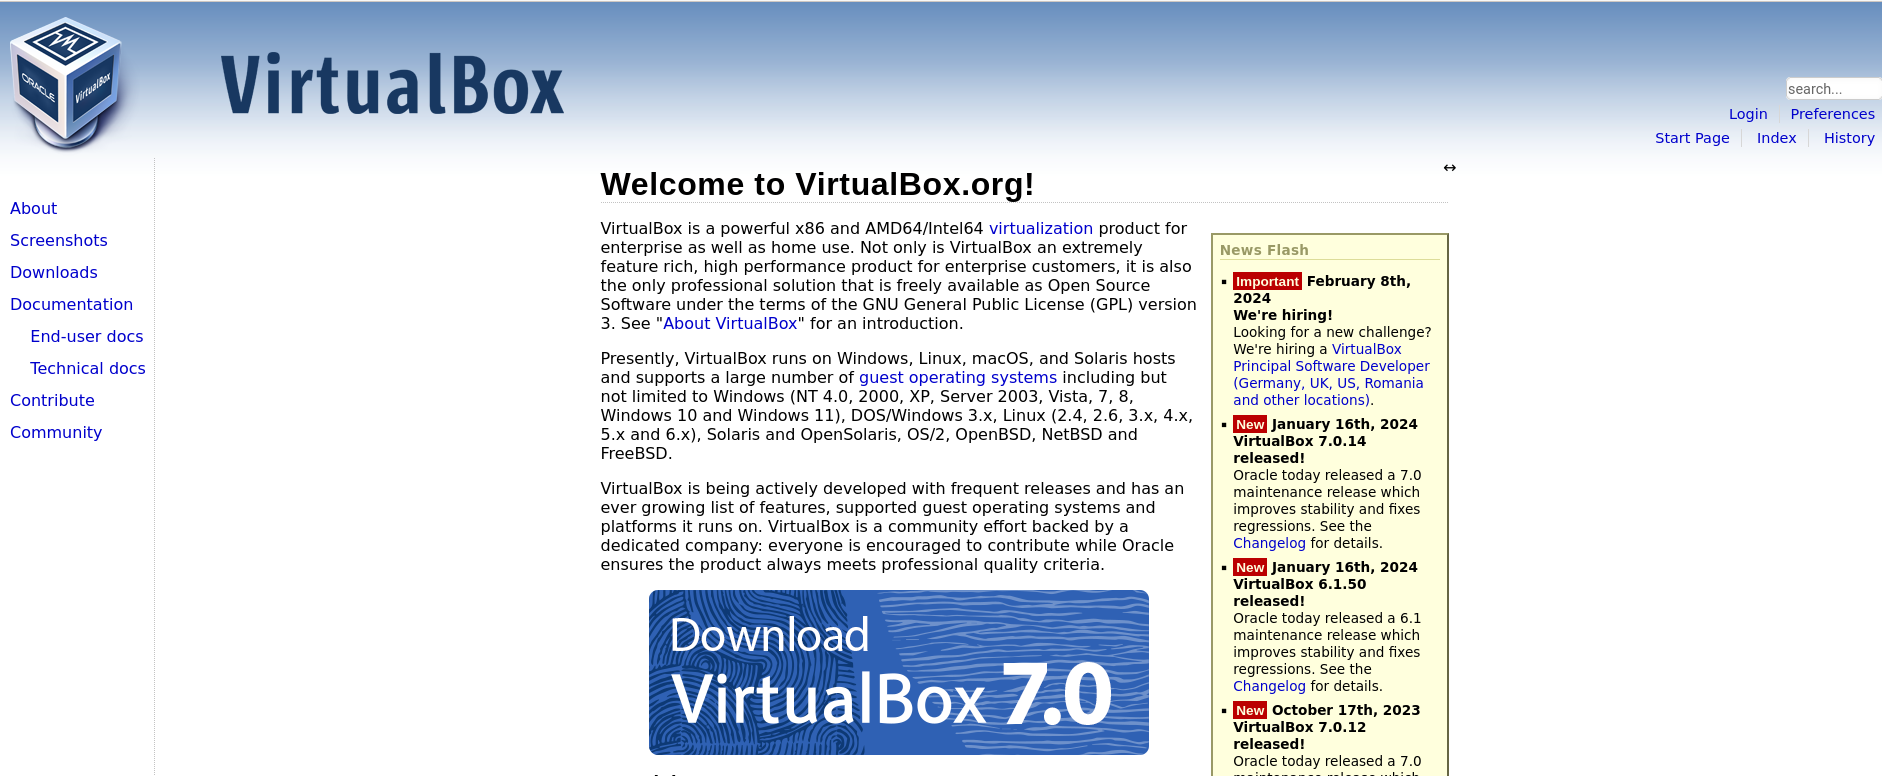 ORACLE
VirtualBox
VirtualBox
search...
Login
Preferences
Start Page
Index
History
About
Screenshots
Downloads
Documentation
End-user docs
Technical docs
Contribute
Community
Welcome to VirtualBox.org!
↔
VirtualBox is a powerful x86 and AMD64/Intel64 virtualization product for
enterprise as well as home use. Not only is VirtualBox an extremely
feature rich, high performance product for enterprise customers, it is also
the only professional solution that is freely available as Open Source
Software under the terms of the GNU General Public License (GPL) version
3. See "About VirtualBox" for an introduction.
Presently, VirtualBox runs on Windows, Linux, macOS, and Solaris hosts
and supports a large number of guest operating systems including but
not limited to Windows (NT 4.0, 2000, XP, Server 2003, Vista, 7, 8,
Windows 10 and Windows 11), DOS/Windows 3.x, Linux (2.4, 2.6, 3.x, 4.x,
5.x and 6.x), Solaris and OpenSolaris, OS/2, OpenBSD, NetBSD and
FreeBSD.
VirtualBox is being actively developed with frequent releases and has an
ever growing list of features, supported guest operating systems and
platforms it runs on. VirtualBox is a community effort backed by a
dedicated company: everyone is encouraged to contribute while Oracle
ensures the product always meets professional quality criteria.
Download
VirtualBox 7.0
News Flash
Important February 8th,
2024
We're hiring!
Looking for a new challenge?
We're hiring a VirtualBox
Principal Software Developer
(Germany, UK, US, Romania
and other locations).
New January 16th, 2024
VirtualBox 7.0.14
released!
Oracle today released a 7.0
maintenance release which
improves stability and fixes
regressions. See the
Changelog for details.
New January 16th, 2024
VirtualBox 6.1.50
released!
Oracle today released a 6.1
maintenance release which
improves stability and fixes
regressions. See the
Changelog for details.
New October 17th, 2023
VirtualBox 7.0.12
released!
Oracle today released a 7.0